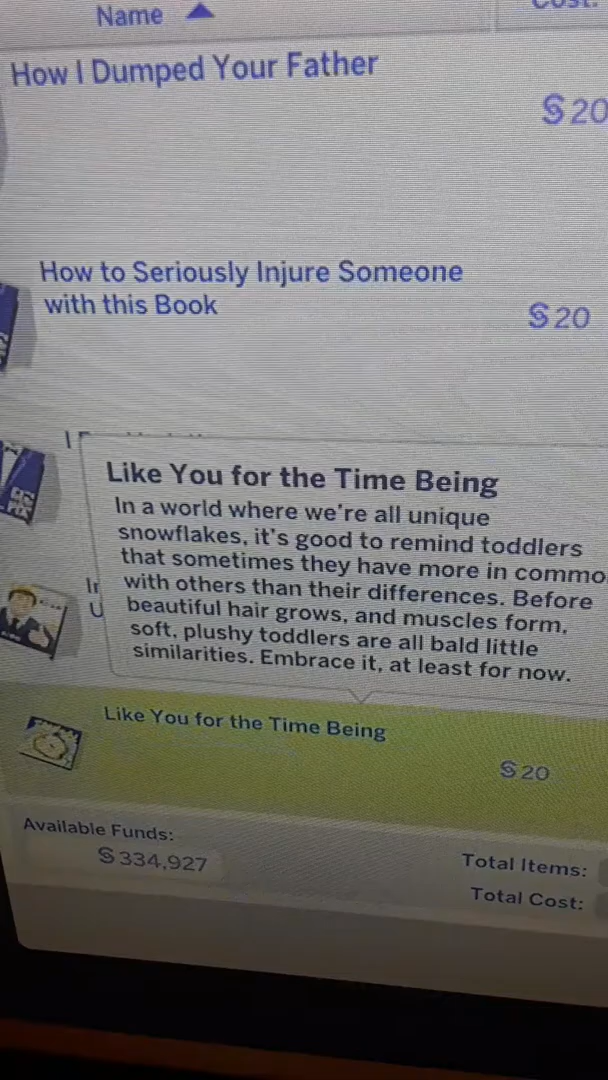 Name
How I Dumped Your Father
§20
How to Seriously Injure Someone
with this Book
§20
Like You for the Time Being
In a world where we're all unique
snowflakes, it's good to remind toddlers
that sometimes they have more in commo
with others than their differences. Before
beautiful hair grows, and muscles form,
soft, plushy toddlers are all bald little
similarities. Embrace it, at least for now.
Like You for the Time Being
§20
Available Funds:
§334,927
Total Items:
Total Cost: